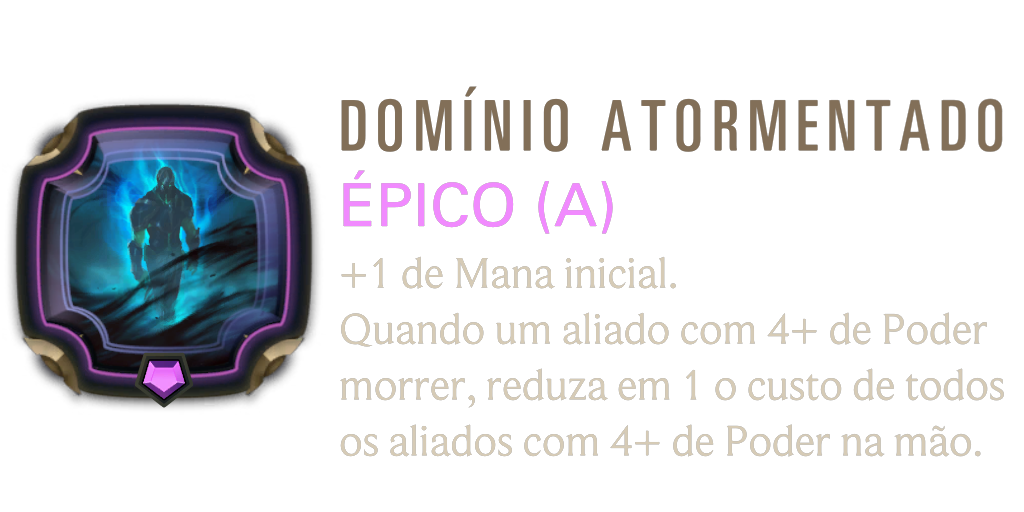 DOMÍNIO ATORMENTADO
ÉPICO (A)
+1 de Mana inicial.
Quando um aliado com 4+ de Poder
morrer, reduza em 1 o custo de todos
os aliados com 4+ de Poder na mão.